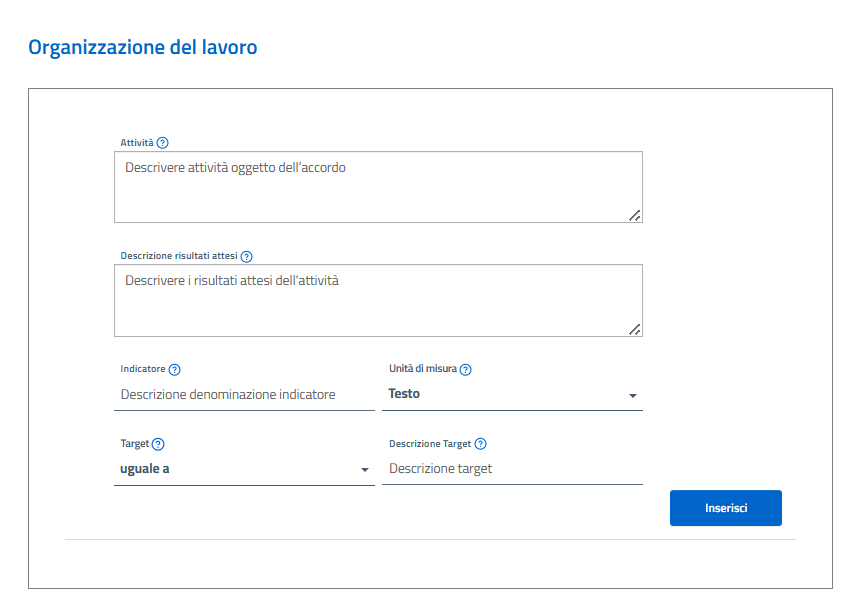 Organizzazione del lavoro
Attività
Descrivere attività oggetto dell'accordo
Descrizione risultati attesi
Descrivere i risultati attesi dell'attività
Indicatore
Unità di misura
Descrizione denominazione indicatore
Testo
Target
Descrizione Target
uguale a
Descrizione target
Inserisci